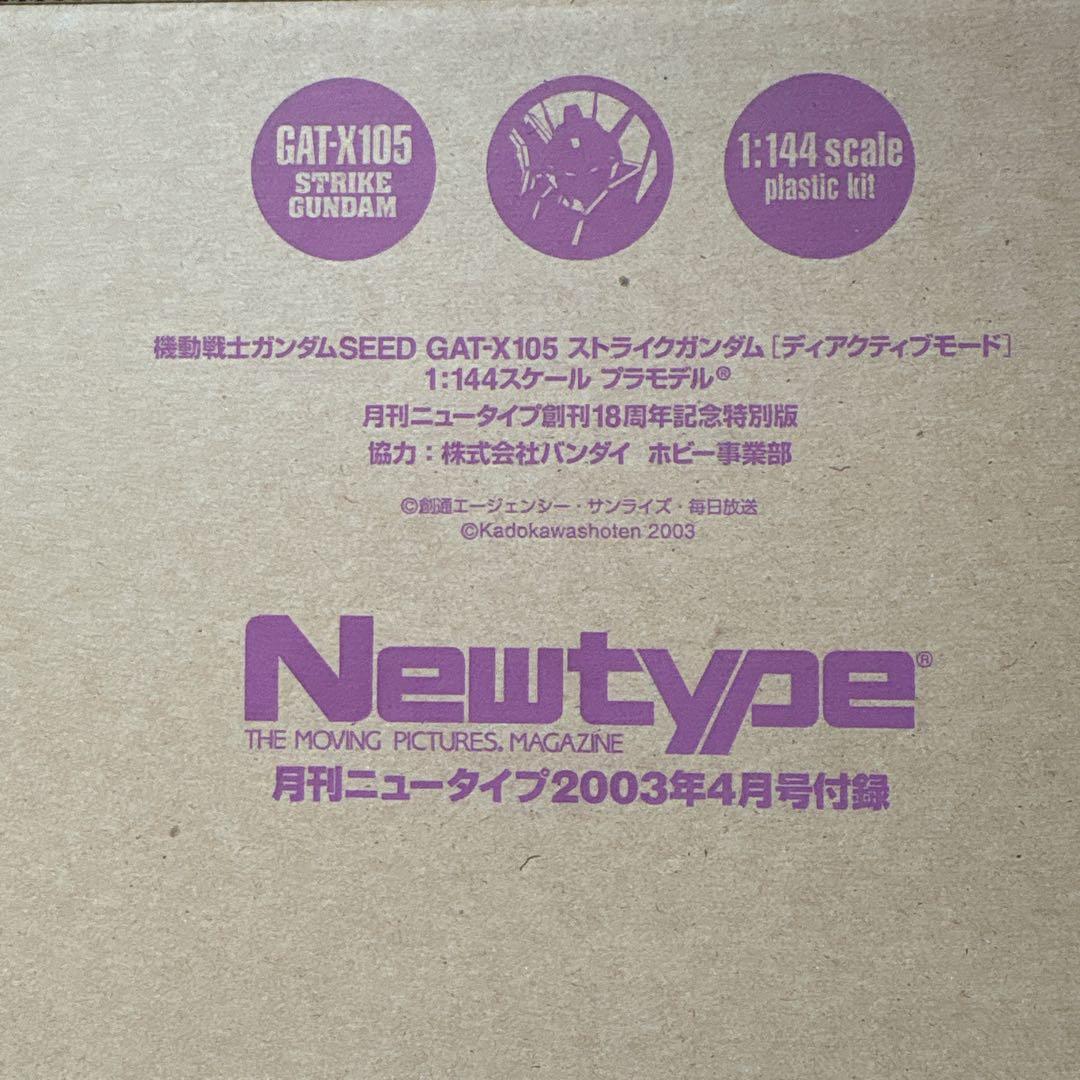 GAT-X105
STRIKE
GUNDAM
1:144 scale
plastic kit
機動戦士ガンダムSEED GAT-X105 ストライクガンダム［ディアクティブモード］
1:144スケール プラモデル®
月刊ニュータイプ創刊18周年記念特別版
協力：株式会社バンダイ ホビー事業部
©創通エージェンシー・サンライズ・毎日放送
©Kadokawashoten 2003
Newtype®
THE MOVING PICTURES. MAGAZINE
月刊ニュータイプ2003年4月号付録